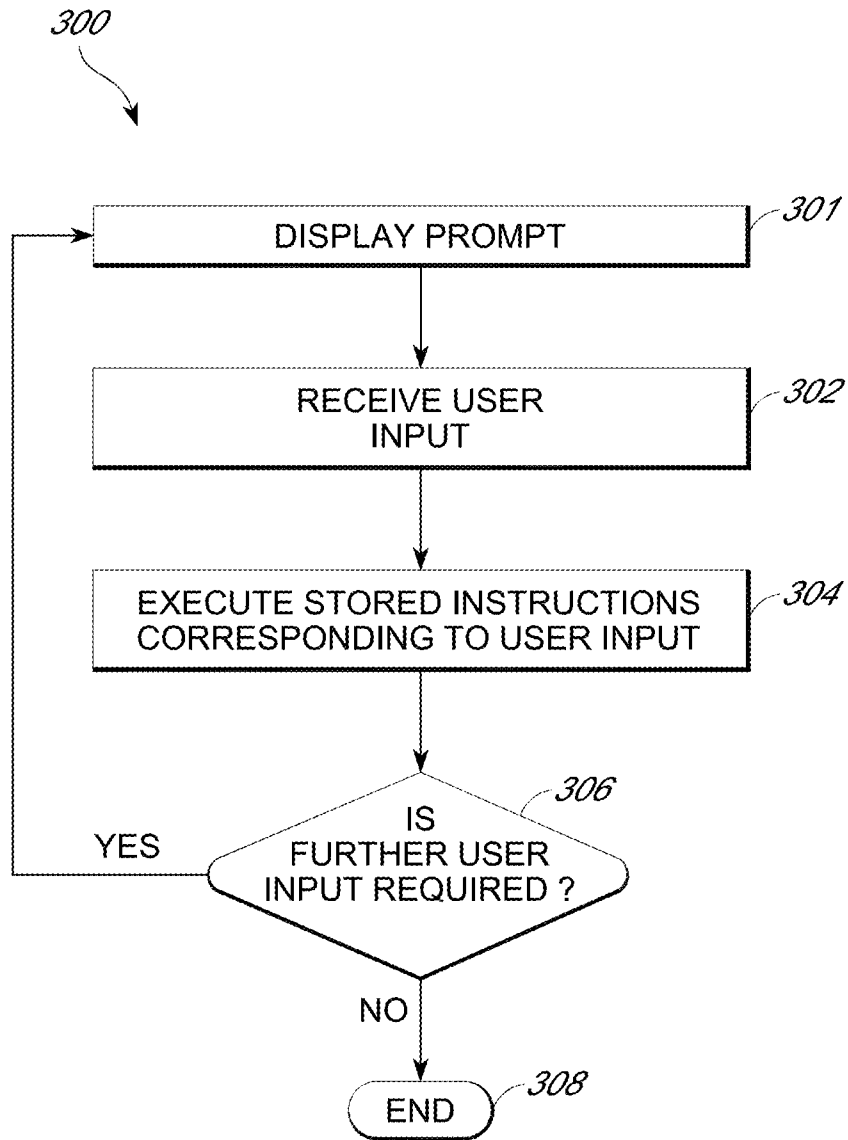 300
DISPLAY PROMPT
301
RECEIVE USER
INPUT
302
EXECUTE STORED INSTRUCTIONS
CORRESPONDING TO USER INPUT
304
IS
FURTHER USER
INPUT REQUIRED ?
306
YES
NO
END
308